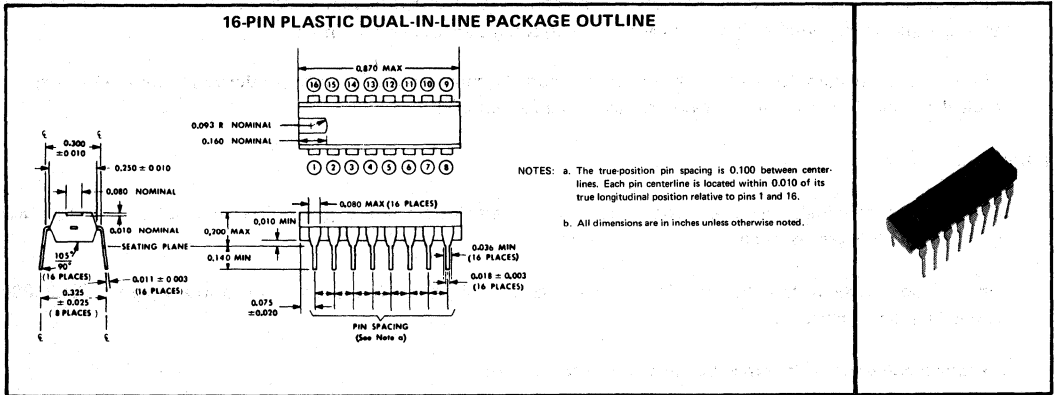 16-PIN PLASTIC DUAL-IN-LINE PACKAGE OUTLINE
0.870 MAX
16 15 14 13 12 11 10 9
0.093 R NOMINAL
0.160 NOMINAL
1 2 3 4 5 6 7 8
℄ ℄
0.300
±0 010
0.250 ± 0 010
0.080 NOMINAL
0.010 NOMINAL
SEATING PLANE
105°
90°
(16 PLACES)
0.011 ± 0 003
(16 PLACES)
0.325
± 0.025
( 8 PLACES )
℄ ℄
0.080 MAX (16 PLACES)
0.010 MIN
0.200 MAX
0.140 MIN
0.036 MIN
(16 PLACES)
0.018 ± 0.003
(16 PLACES)
0.075
±0.020
PIN SPACING
(See Note a)
NOTES: a. The true-position pin spacing is 0.100 between center-
lines. Each pin centerline is located within 0.010 of its
true longitudinal position relative to pins 1 and 16.
b. All dimensions are in inches unless otherwise noted.